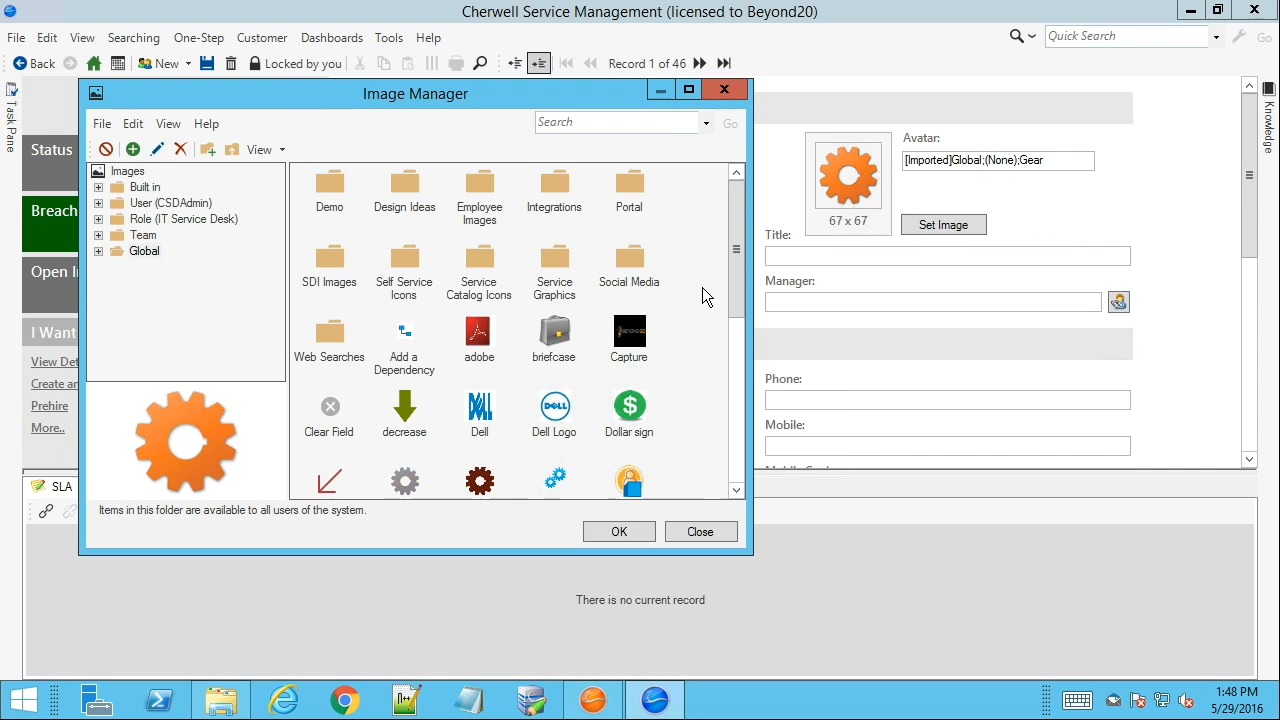 Cherwell Service Management (licensed to Beyond20)
File Edit View Searching One-Step Customer Dashboards Tools Help
Quick Search
Go
Back
New
Locked by you
Record 1 of 46
Task Pane
Knowledge
Status
Breach
Open
I Want
View Det
Create an
Prehire
More..
Image Manager
File Edit View Help
Search
Go
View
Images
Built in
User (CSDAdmin)
Role (IT Service Desk)
Team
Global
Demo
Design Ideas
Employee
Images
Integrations
Portal
SDI Images
Self Service
Icons
Service
Catalog Icons
Service
Graphics
Social Media
Web Searches
Add a
Dependency
adobe
briefcase
Capture
Clear Field
decrease
Dell
DELL
Dell Logo
$
Dollar sign
Items in this folder are available to all users of the system.
OK
Close
Avatar:
[Imported]Global;(None);Gear
67 x 67
Set Image
Title:
Manager:
Phone:
Mobile:
SLA
There is no current record
1:48 PM
5/29/2016